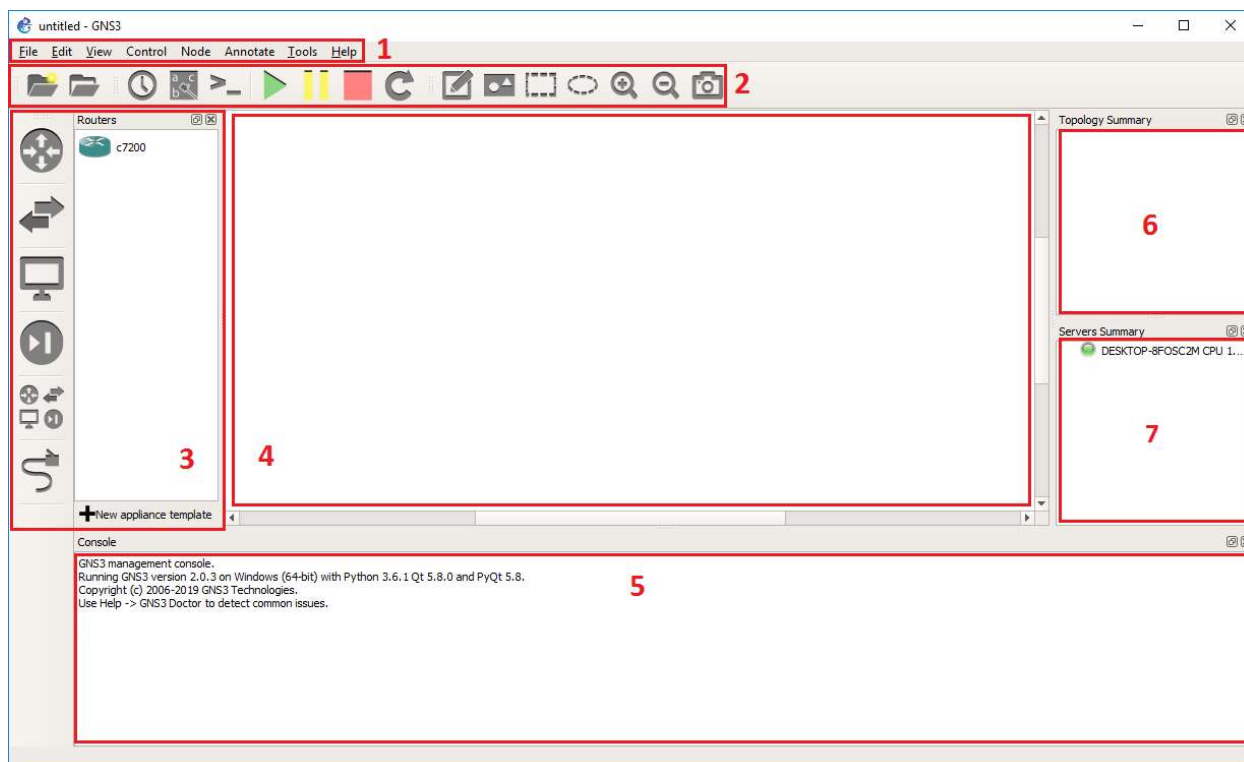 untitled - GNS3
File Edit View Control Node Annotate Tools Help 1
a c b c
>_
2
Routers
c7200
3
New appliance template
4
Topology Summary
6
Servers Summary
DESKTOP-8FOSC2M CPU 1....
7
Console
GNS3 management console.
Running GNS3 version 2.0.3 on Windows (64-bit) with Python 3.6.1 Qt 5.8.0 and PyQt 5.8.
Copyright (c) 2006-2019 GNS3 Technologies.
Use Help -> GNS3 Doctor to detect common issues.
5